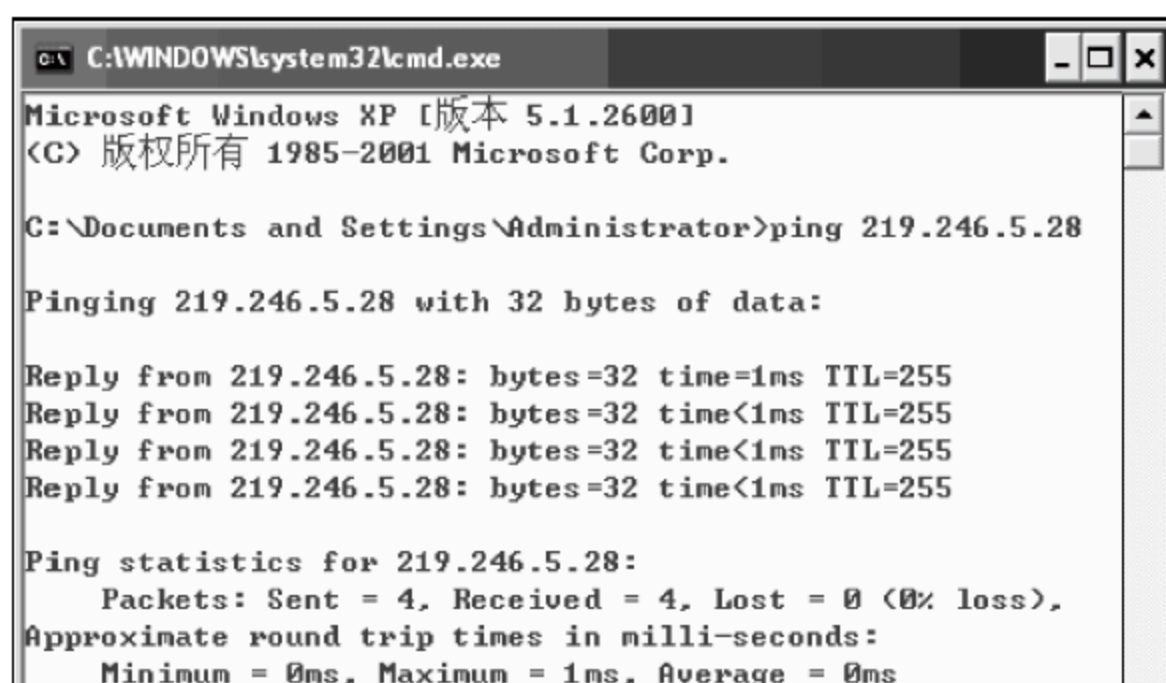 C:\WINDOWS\system32\cmd.exe
Microsoft Windows XP [版本 5.1.2600]
(C) 版权所有 1985-2001 Microsoft Corp.
C:\Documents and Settings\Administrator>ping 219.246.5.28
Pinging 219.246.5.28 with 32 bytes of data:
Reply from 219.246.5.28: bytes=32 time=1ms TTL=255
Reply from 219.246.5.28: bytes=32 time<1ms TTL=255
Reply from 219.246.5.28: bytes=32 time<1ms TTL=255
Reply from 219.246.5.28: bytes=32 time<1ms TTL=255
Ping statistics for 219.246.5.28:
Packets: Sent = 4, Received = 4, Lost = 0 (0% loss),
Approximate round trip times in milli-seconds:
Minimum = 0ms, Maximum = 1ms, Average = 0ms